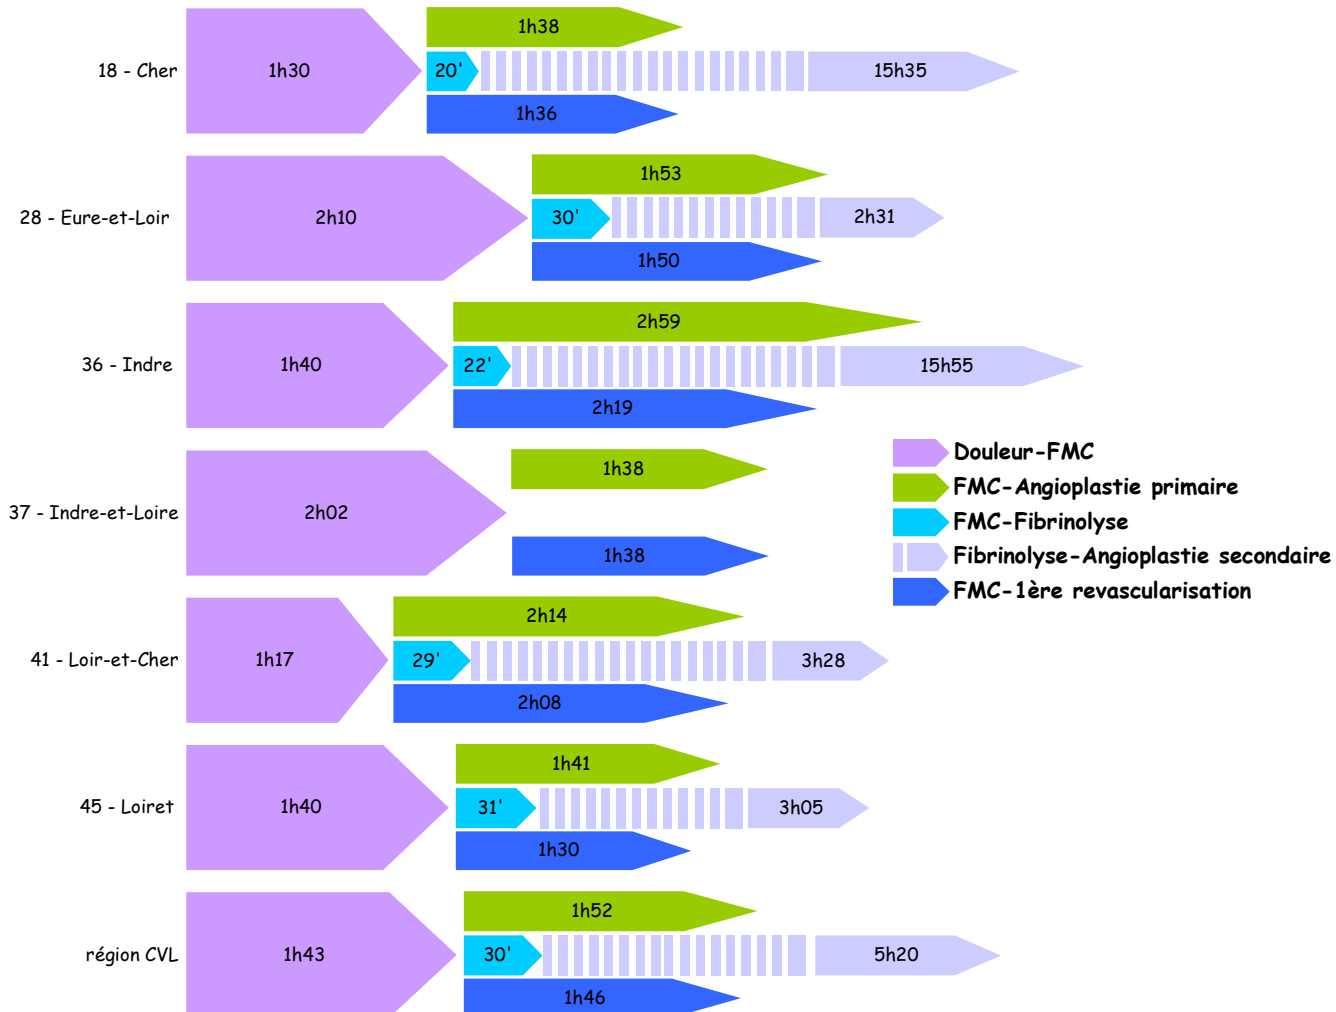 1h38
18 - Cher
1h30
20'
15h35
1h36
1h53
28 - Eure-et-Loir
2h10
30'
2h31
1h50
2h59
36 - Indre
1h40
22'
15h55
2h19
Douleur-FMC
FMC-Angioplastie primaire
FMC-Fibrinolyse
Fibrinolyse-Angioplastie secondaire
FMC-1ère revascularisation
1h38
37 - Indre-et-Loire
2h02
1h38
2h14
41 - Loir-et-Cher
1h17
29'
3h28
2h08
1h41
45 - Loiret
1h40
31'
3h05
1h30
1h52
région CVL
1h43
30'
5h20
1h46